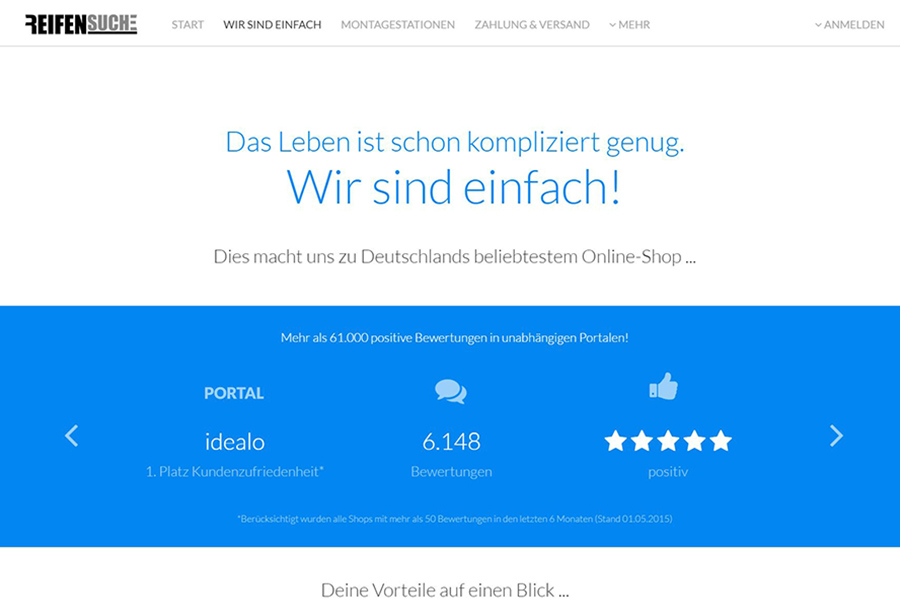 REIFENSUCHE START WIR SIND EINFACH MONTAGESTATIONEN ZAHLUNG & VERSAND MEHR ANMELDEN
Das Leben ist schon kompliziert genug.
Wir sind einfach!
Dies macht uns zu Deutschlands beliebtestem Online-Shop ...
Mehr als 61.000 positive Bewertungen in unabhängigen Portalen!
PORTAL
idealo 6.148
1. Platz Kundenzufriedenheit* Bewertungen positiv
*Berücksichtigt wurden alle Shops mit mehr als 50 Bewertungen in den letzten 6 Monaten (Stand 01.05.2015)
Deine Vorteile auf einen Blick ...